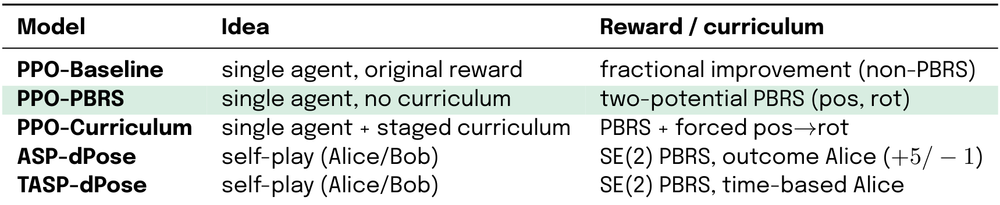 Model Idea Reward / curriculum
PPO-Baseline single agent, original reward fractional improvement (non-PBRS)
PPO-PBRS single agent, no curriculum two-potential PBRS (pos, rot)
PPO-Curriculum single agent + staged curriculum PBRS + forced pos→rot
ASP-dPose self-play (Alice/Bob) SE(2) PBRS, outcome Alice (+5/ − 1)
TASP-dPose self-play (Alice/Bob) SE(2) PBRS, time-based Alice